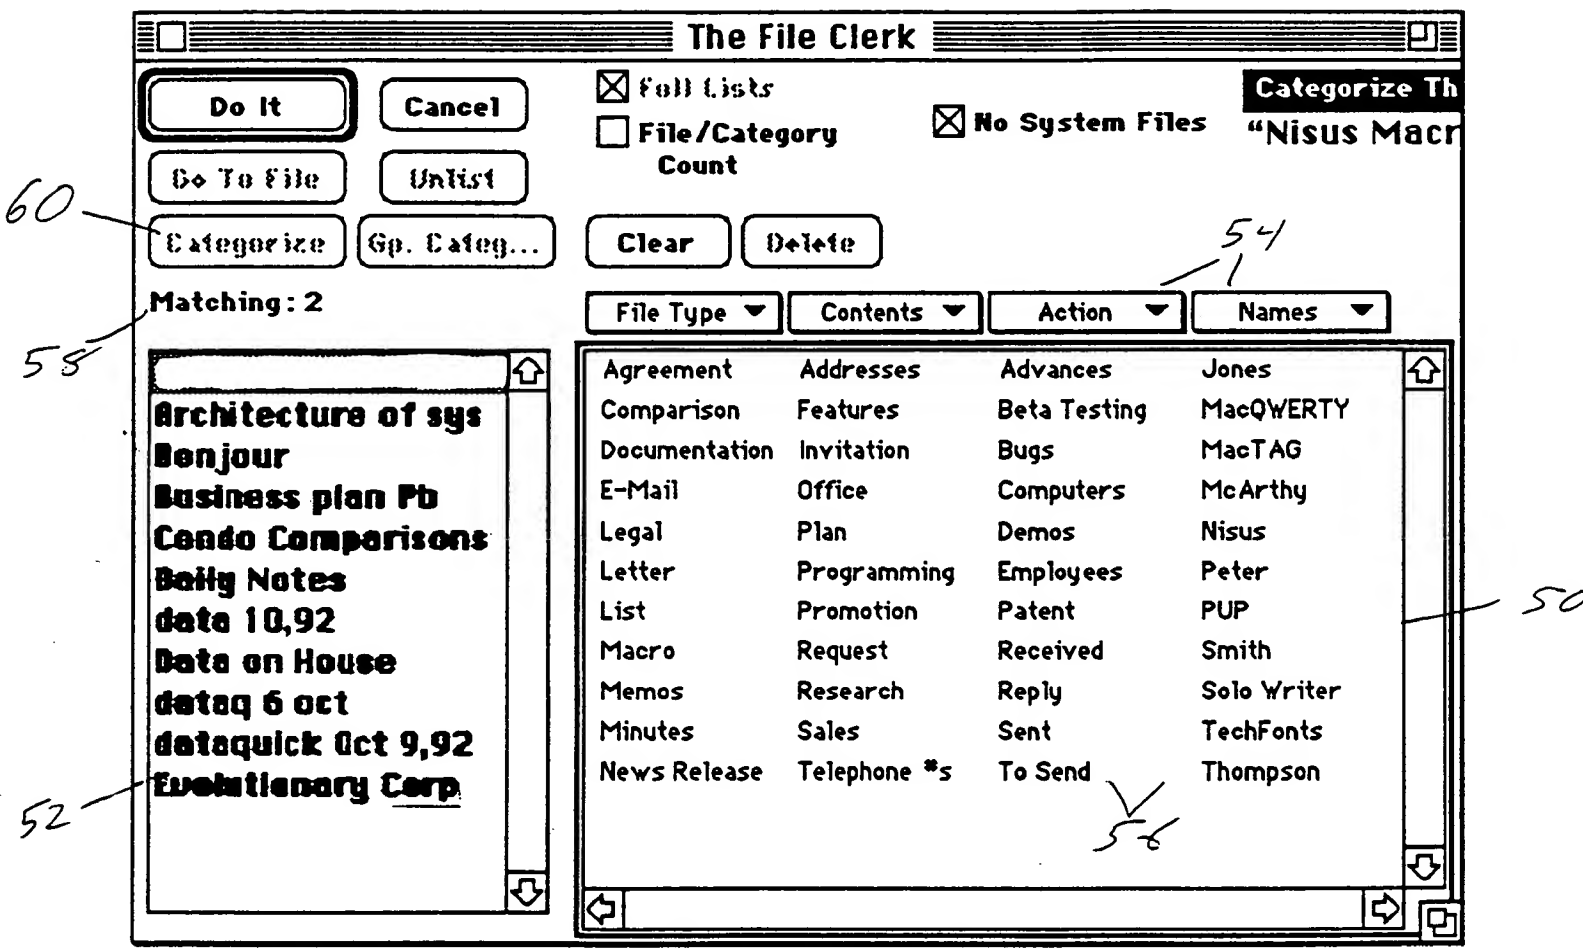 The File Clerk
Do It
Cancel
Full Lists
File/Category
Count
No System Files
Categorize Th
“Nisus Macr
Go To File
Unlist
60
Categorize
Gp. Categ...
Clear
Delete
54
Matching: 2
File Type
Contents
Action
Names
58
Agreement Addresses Advances Jones
Comparison Features Beta Testing MacQWERTY
Documentation Invitation Bugs MacTAG
E-Mail Office Computers McArthy
Legal Plan Demos Nisus
Letter Programming Employees Peter
List Promotion Patent PUP
Macro Request Received Smith
Memos Research Reply Solo Writer
Minutes Sales Sent TechFonts
News Release Telephone #s To Send Thompson
50
56
Architecture of sys
Bonjour
Business plan Pb
Condo Comparisons
Daily Notes
data 10,92
Data on House
dataq 6 oct
dataquick Oct 9,92
Evolutionary Corp
52